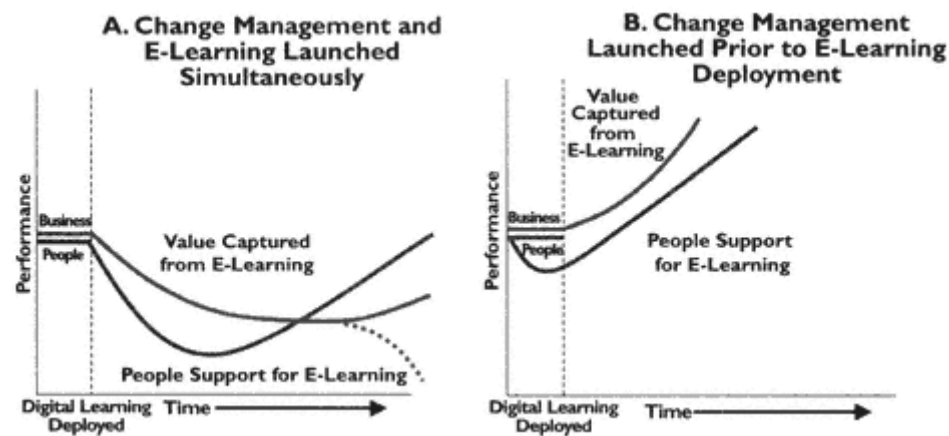 A. Change Management and
E-Learning Launched
Simultaneously
Performance
Business
People
Value Captured
from E-Learning
People Support for E-Learning
Digital Learning
Deployed
Time
B. Change Management
Launched Prior to E-Learning
Deployment
Performance
Value
Captured
from
E-Learning
Business
People
People Support
for E-Learning
Digital Learning
Deployed
Time